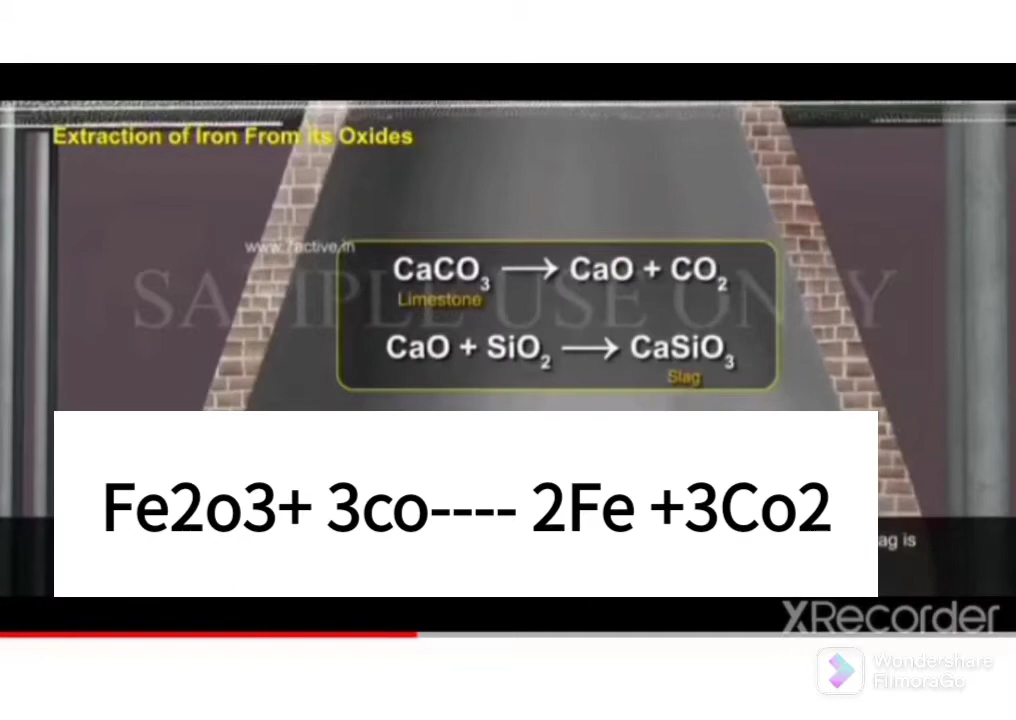 Extraction of Iron From its Oxides
www.7active.in
SAMPLE USE ONLY
CaCO₃ ⟶ CaO + CO₂
Limestone
CaO + SiO₂ ⟶ CaSiO₃
Slag
Fe2o3+ 3co---- 2Fe +3Co2
ag is
XRecorder
Wondershare
FilmoraGo